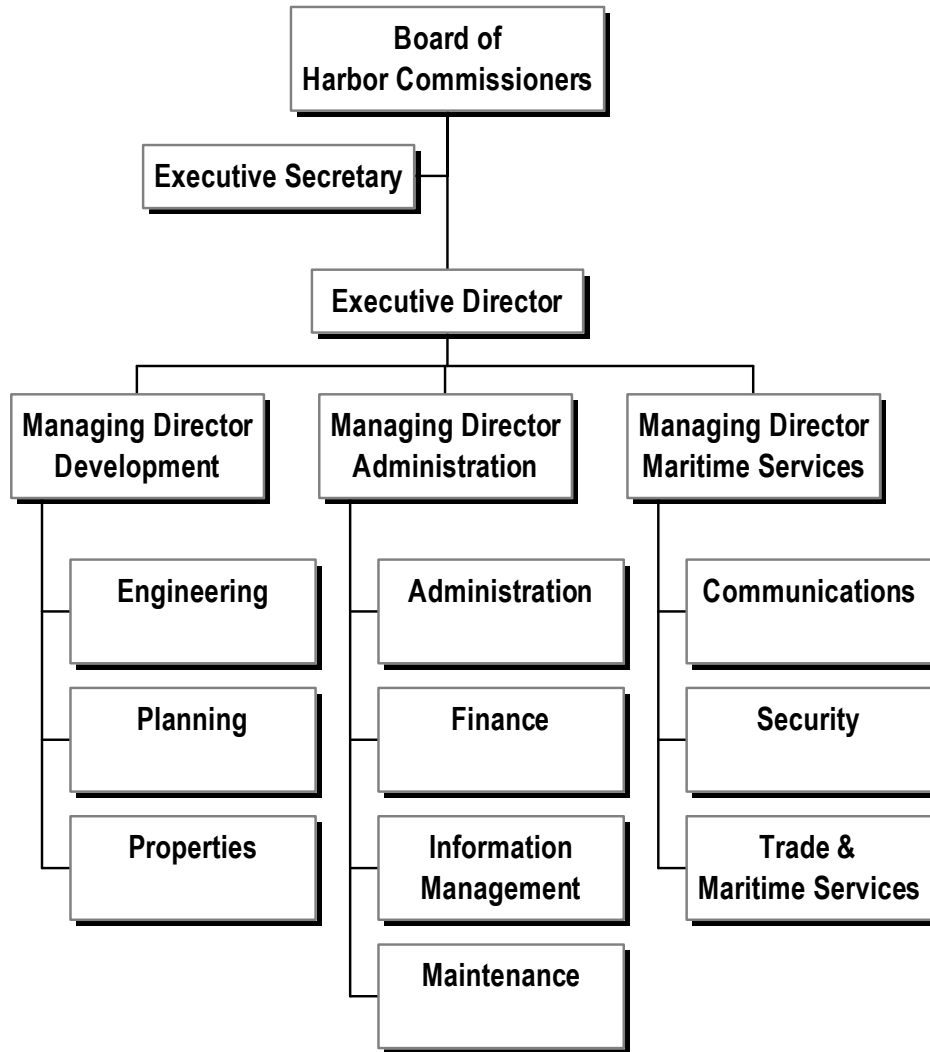 Board of
Harbor Commissioners
Executive Secretary
Executive Director
Managing Director
Development
Managing Director
Administration
Managing Director
Maritime Services
Engineering
Planning
Properties
Administration
Finance
Information
Management
Maintenance
Communications
Security
Trade &
Maritime Services